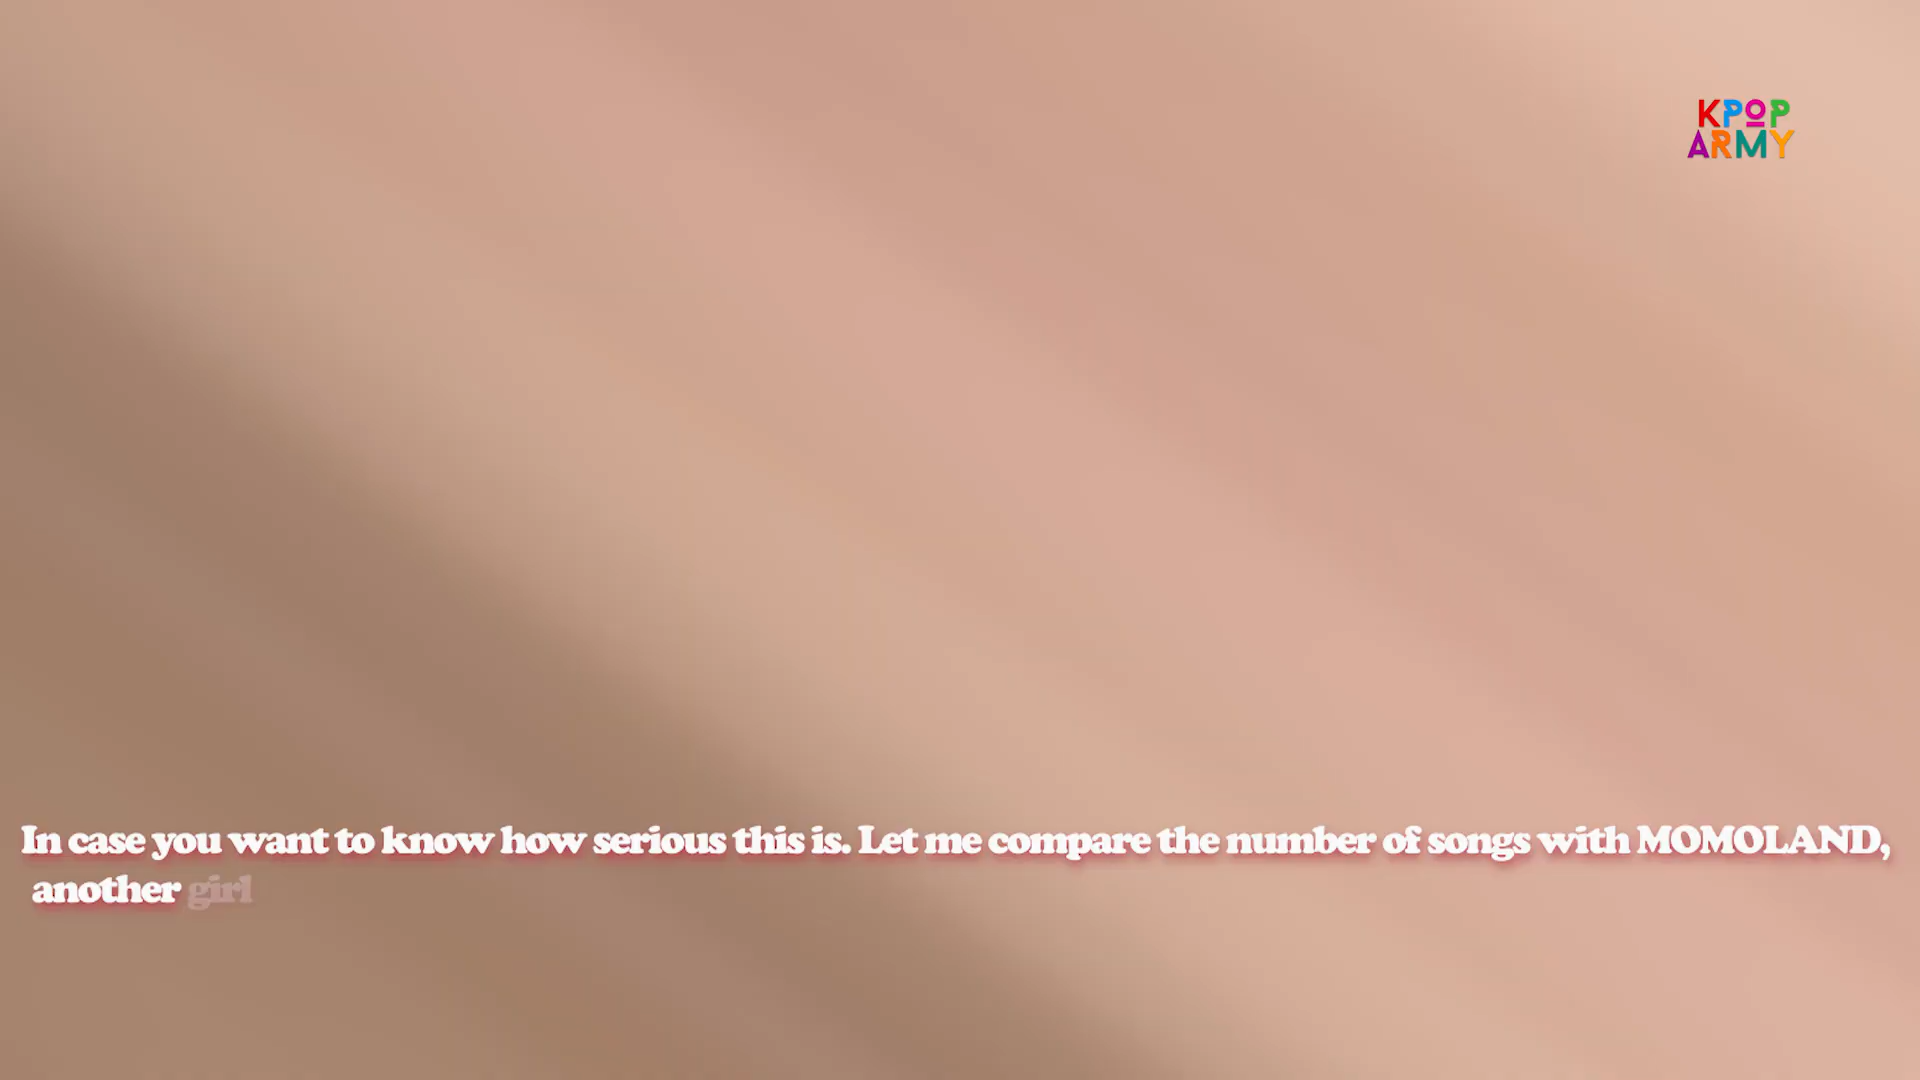 KPOP
ARMY
In case you want to know how serious this is. Let me compare the number of songs with MOMOLAND,
another girl